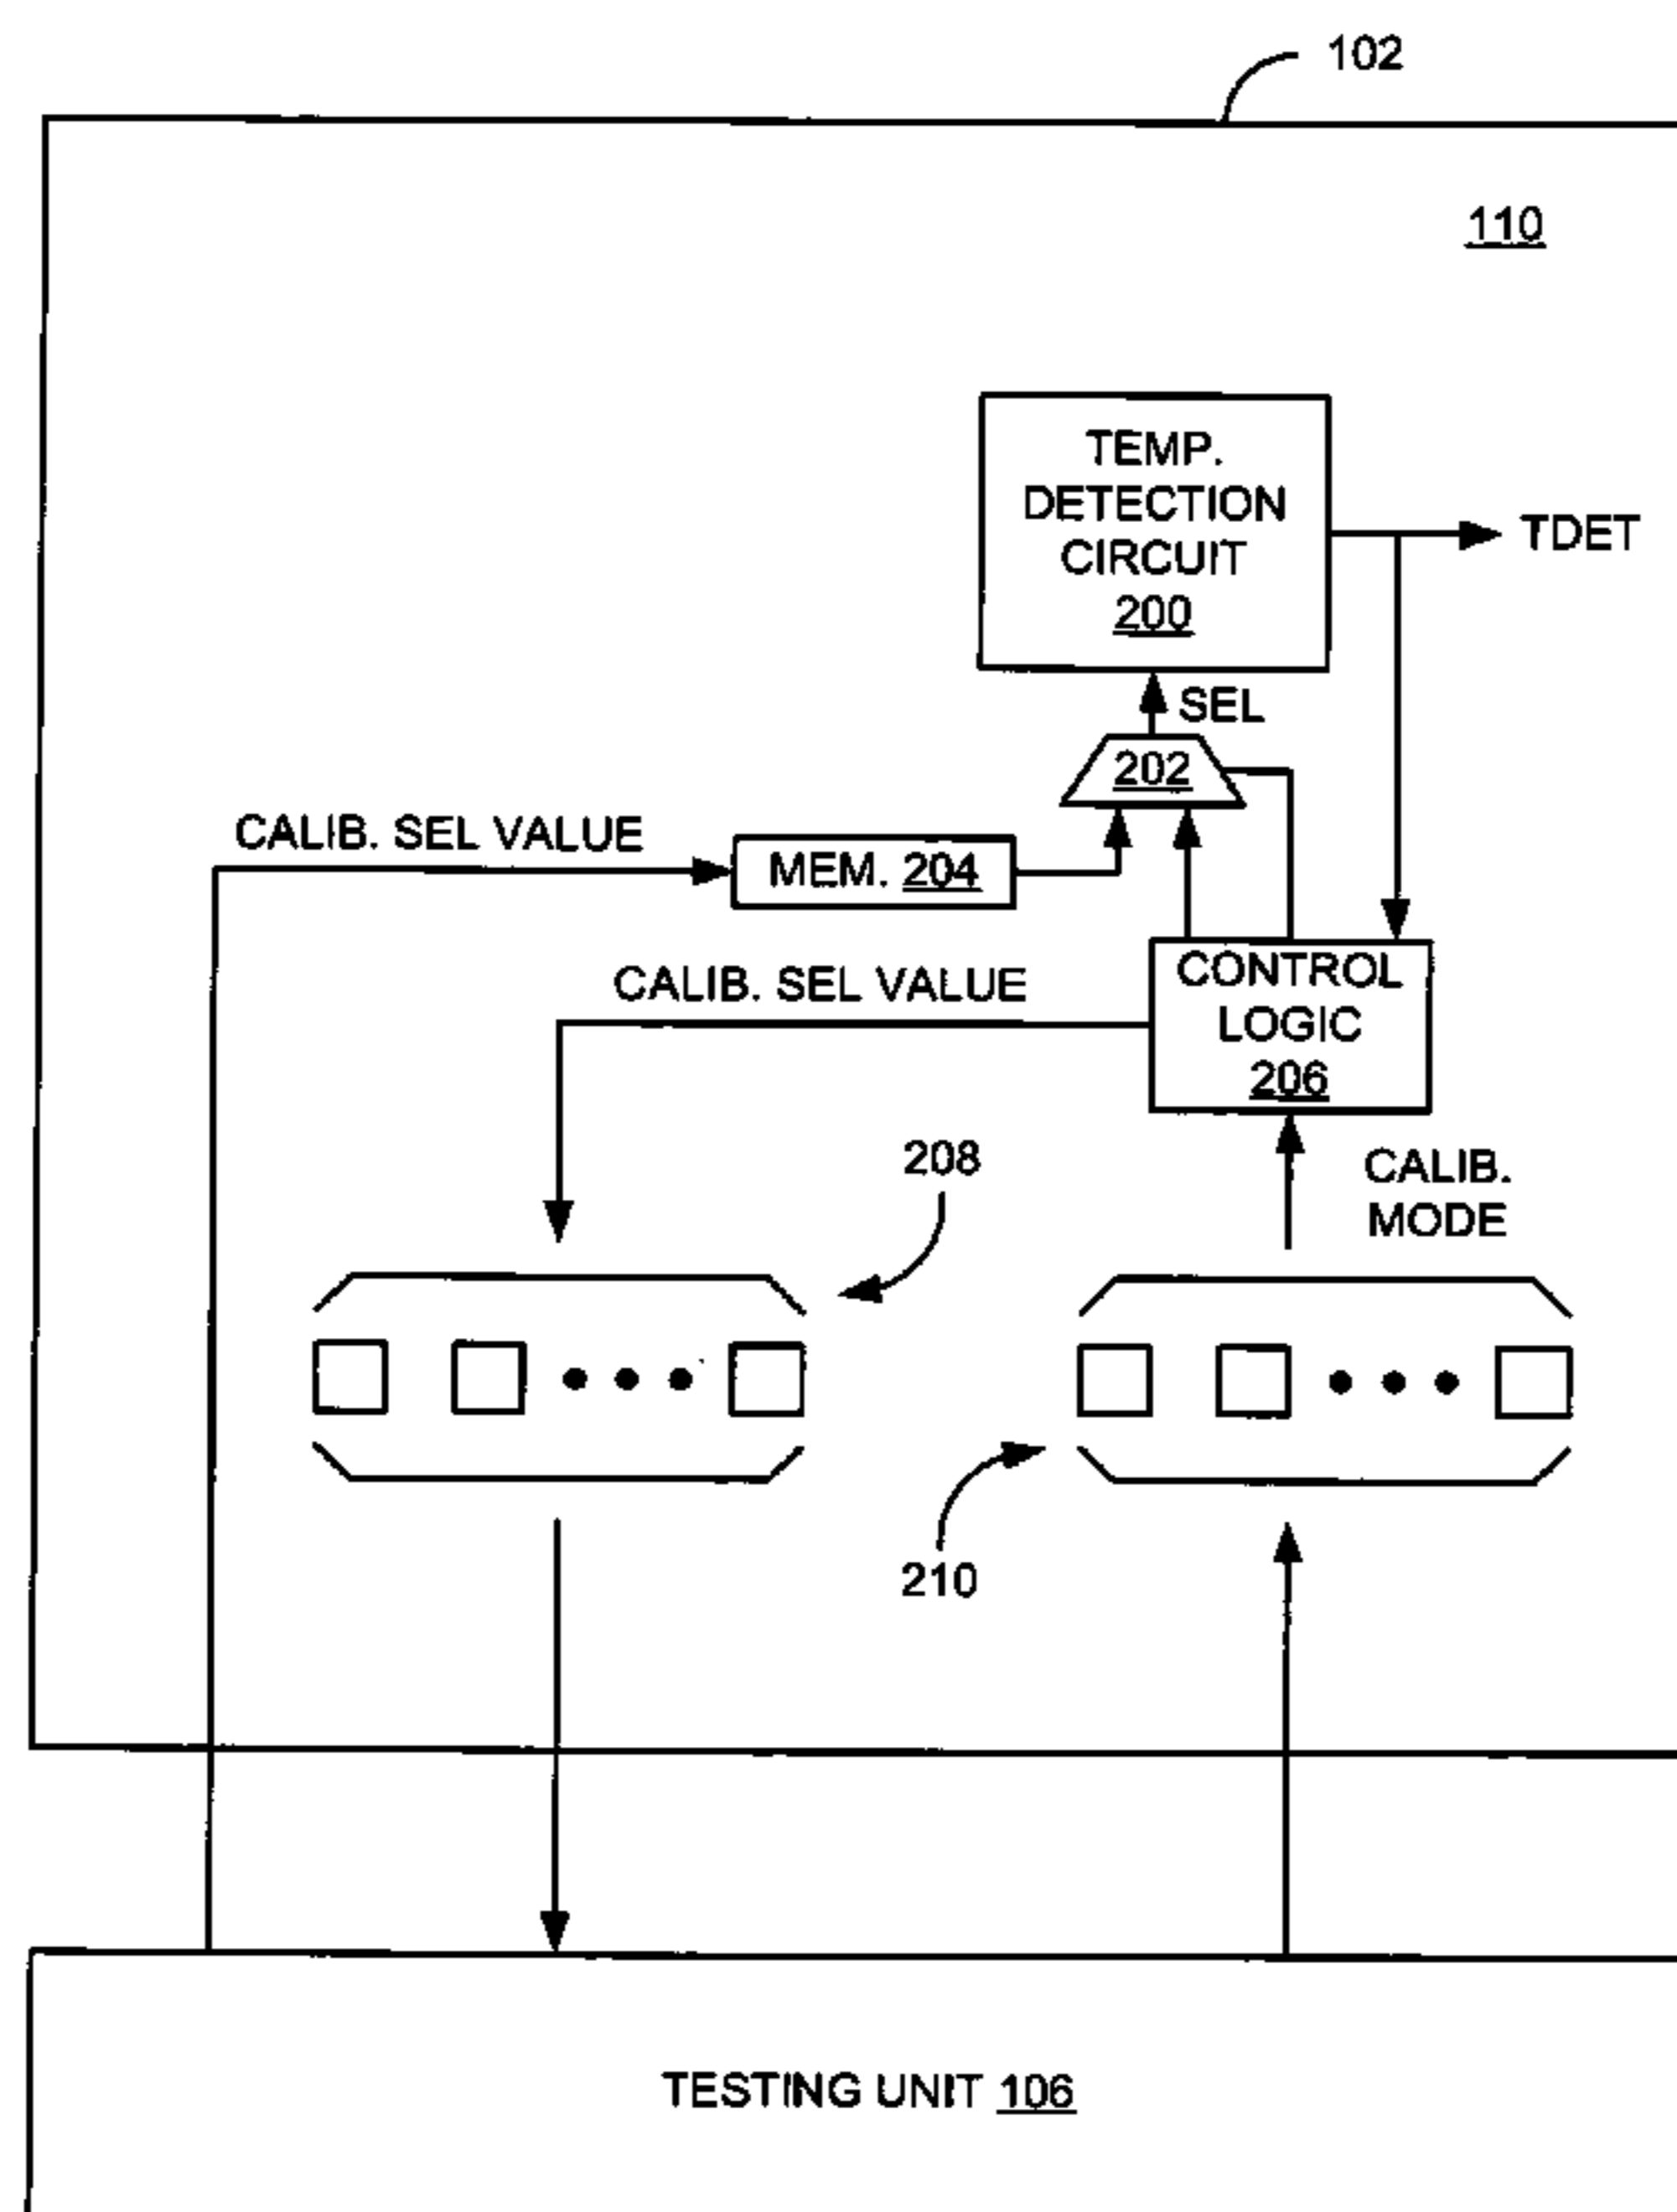 102
110
TEMP.
DETECTION
CIRCUIT
200
TDET
SEL
202
CALIB. SEL VALUE
MEM. 204
CALIB. SEL VALUE
CONTROL
LOGIC
206
208
CALIB.
MODE
210
TESTING UNIT 106